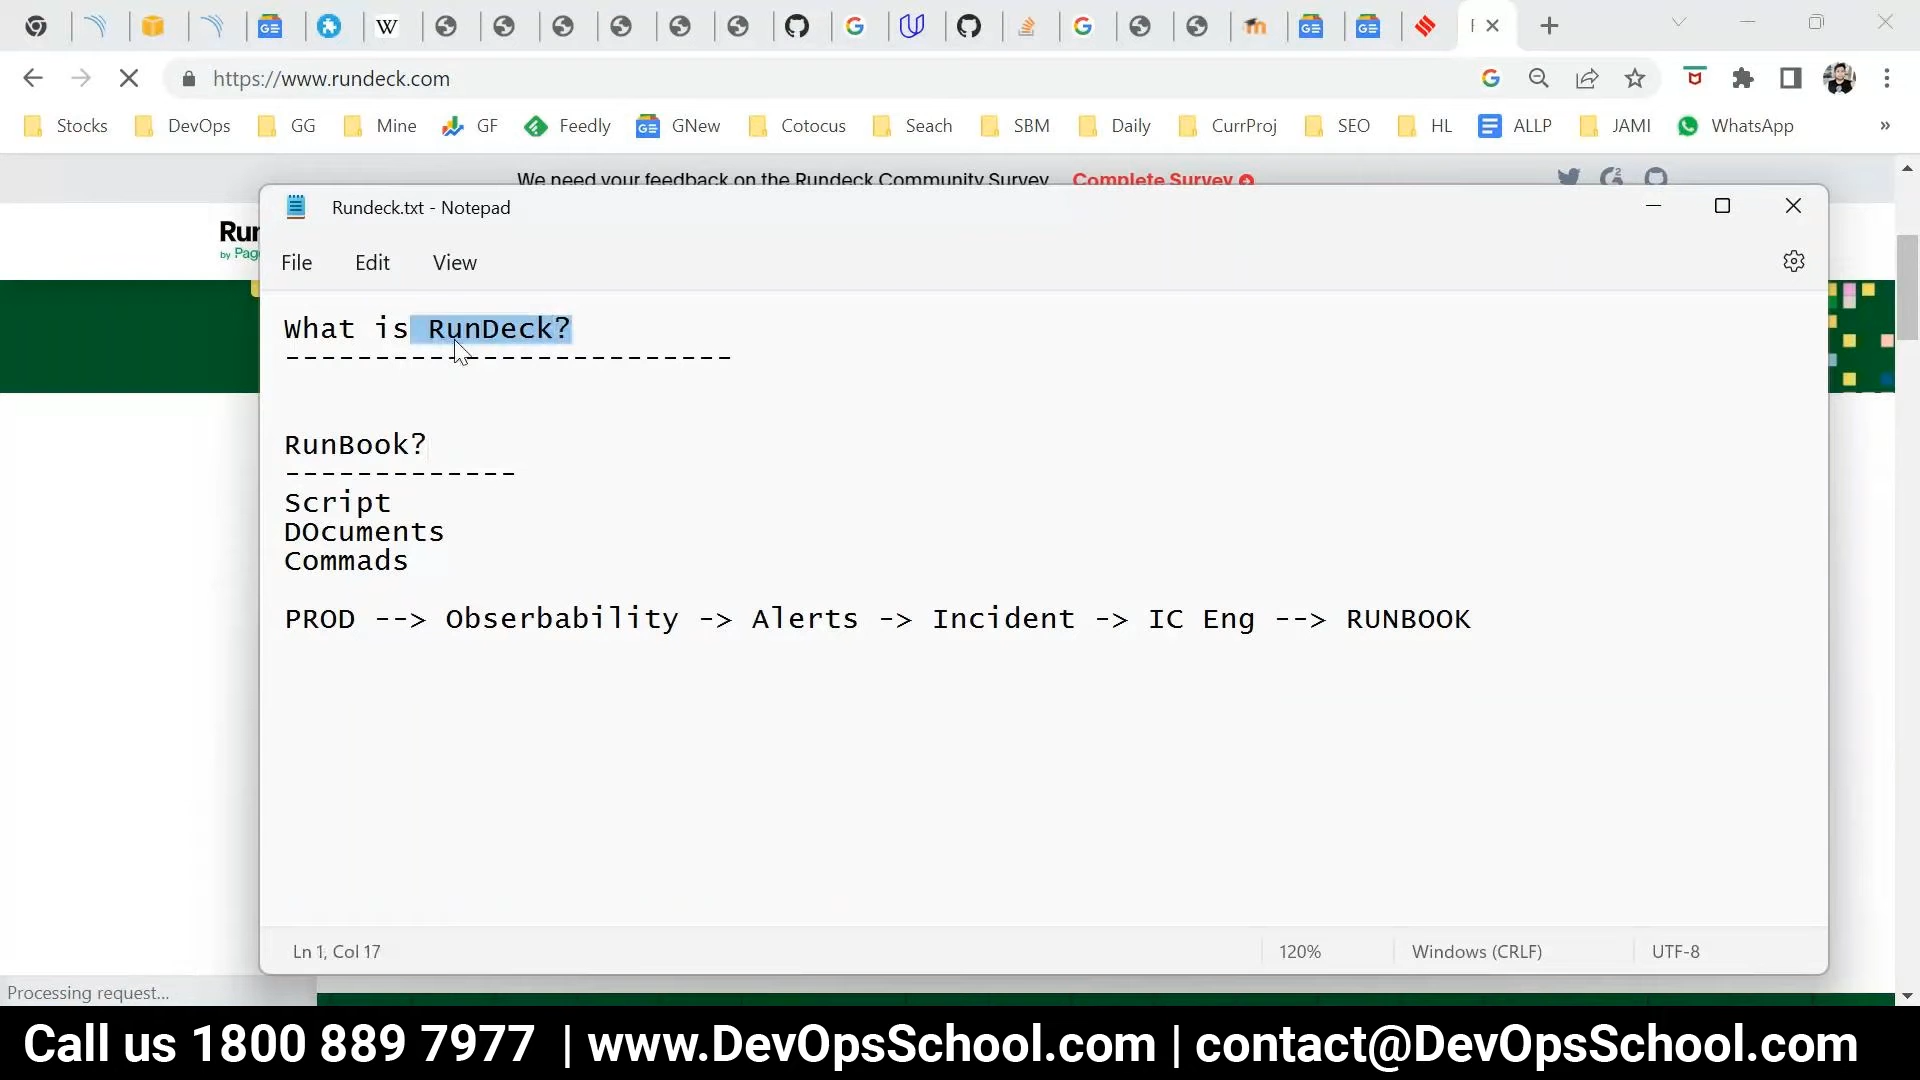 https://www.rundeck.com
Stocks DevOps GG Mine GF Feedly GNew Cotocus Seach SBM Daily CurrProj SEO HL ALLP JAMI WhatsApp »
We need your feedback on the Rundeck Community Survey Complete Survey
Rundeck.txt - Notepad
Run
by Page
File Edit View
What is RunDeck?
-------------------------
RunBook?
-------------
Script
DOcuments
Commads
PROD --> Obserbability -> Alerts -> Incident -> IC Eng --> RUNBOOK
Ln 1, Col 17 120% Windows (CRLF) UTF-8
Processing request...
Call us 1800 889 7977 | www.DevOpsSchool.com | contact@DevOpsSchool.com